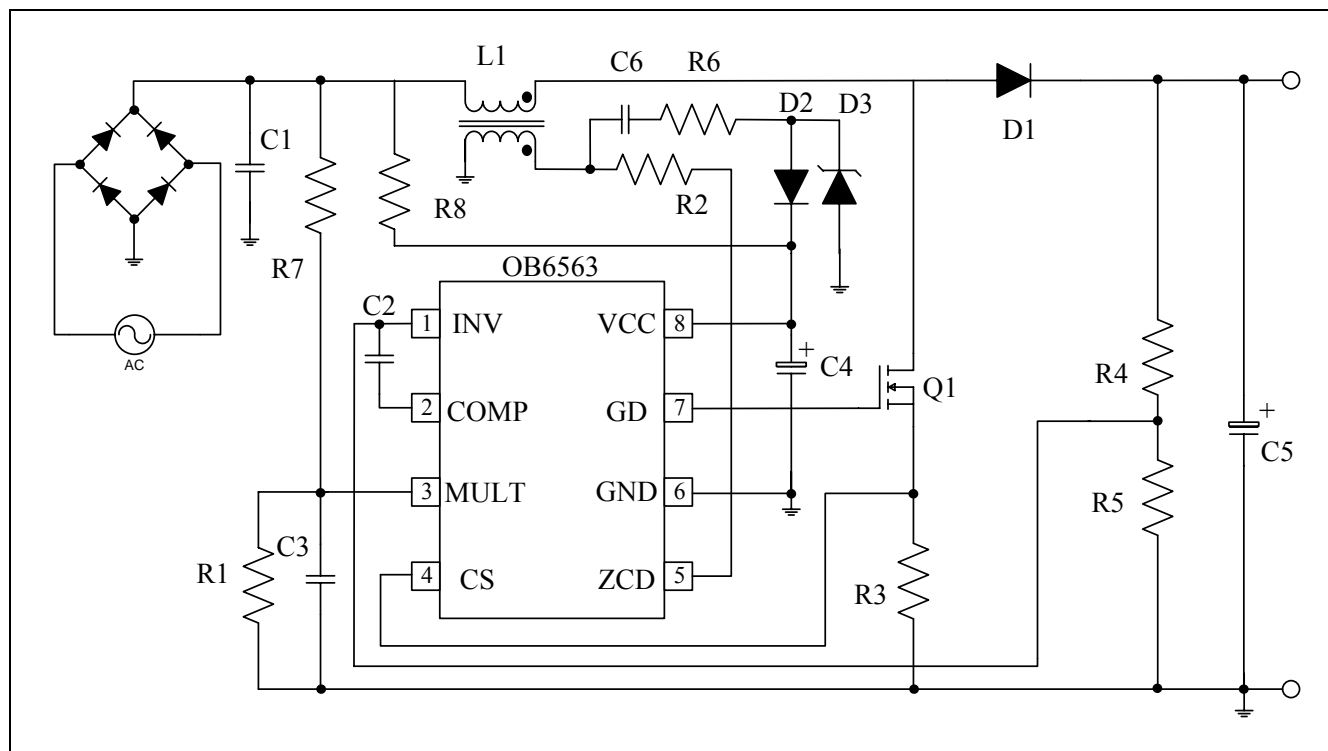 L1
C6
R6
D2
D3
D1
C1
R8
R2
R7
OB6563
C2
1
INV
VCC
8
+
C4
R4
AC
2
COMP
GD
7
Q1
+
C5
3
MULT
GND
6
R5
C3
R1
4
CS
ZCD
5
R3